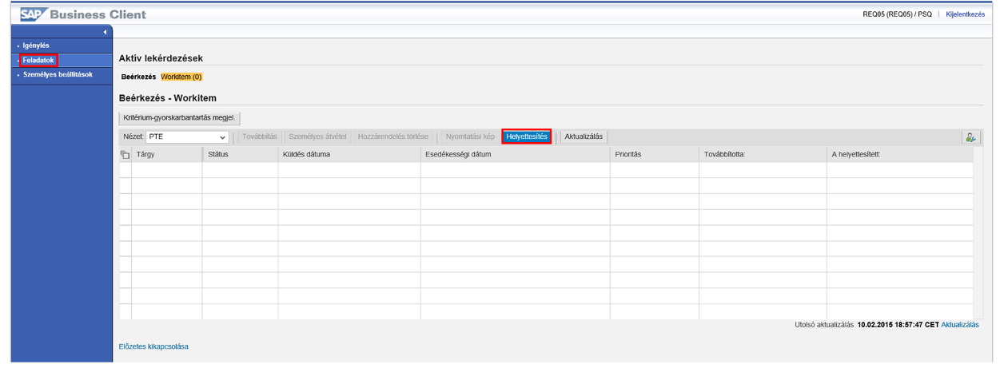 SAP Business Client REQ05 (REQ05) / PSQ Kijelentkezés
Igénylés
Feladatok
Személyes beállítások
Aktív lekérdezések
Beérkezés Workitem (0)
Beérkezés - Workitem
Kritérium-gyorskarbantartás megjel.
Nézet: PTE Továbbítás Személyes átvétel Hozzárendelés törlése Nyomtatási kép Helyettesítés Aktualizálás
Tárgy Státus Küldés dátuma Esedékességi dátum Prioritás Továbbította: A helyettesített:
Utolsó aktualizálás 10.02.2015 18:57:47 CET Aktualizálás
Előzetes kikapcsolása